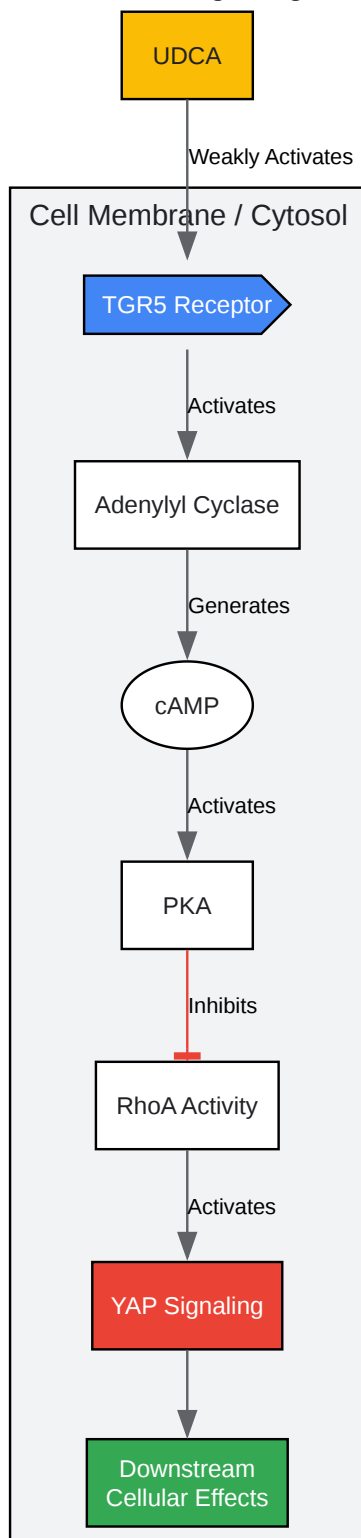 UDCA
Weakly Activates
Cell Membrane / Cytosol
TGR5 Receptor
Activates
Adenylyl Cyclase
Generates
cAMP
Activates
PKA
Inhibits
RhoA Activity
Activates
YAP Signaling
Downstream
Cellular Effects